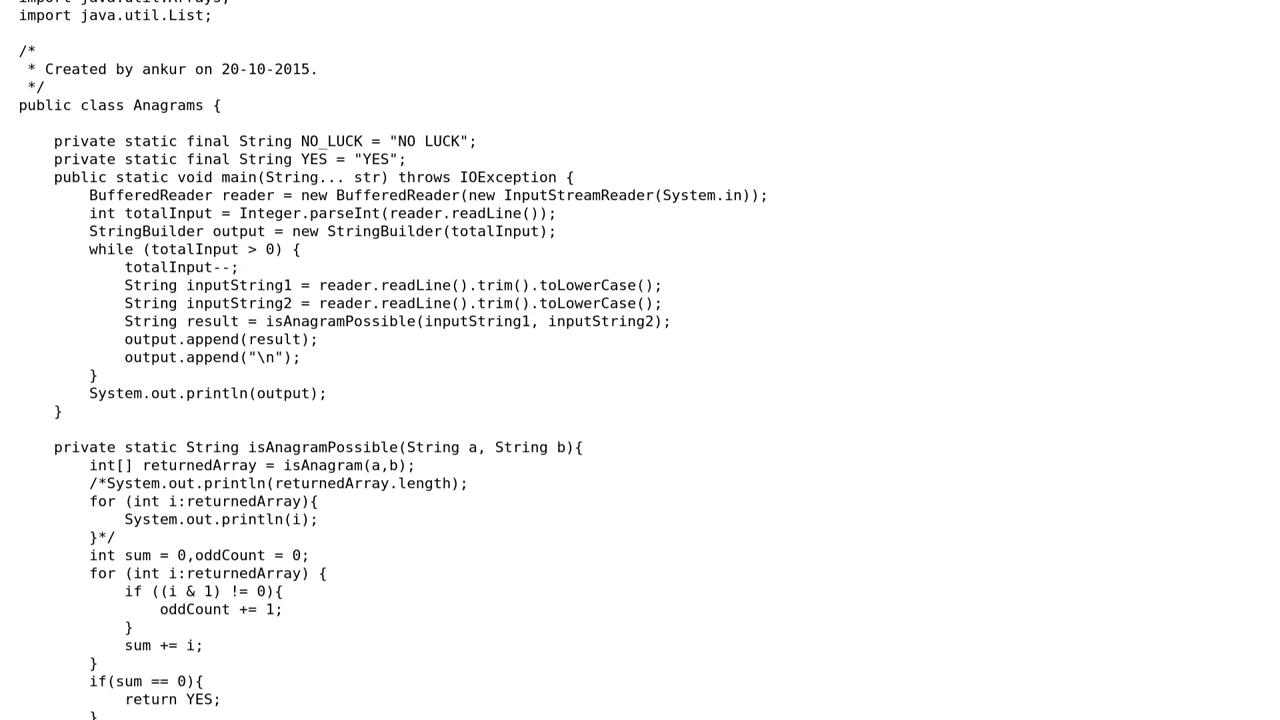 import java.util.Arrays;
import java.util.List;

/*
 * Created by ankur on 20-10-2015.
 */
public class Anagrams {

    private static final String NO_LUCK = "NO LUCK";
    private static final String YES = "YES";
    public static void main(String... str) throws IOException {
        BufferedReader reader = new BufferedReader(new InputStreamReader(System.in));
        int totalInput = Integer.parseInt(reader.readLine());
        StringBuilder output = new StringBuilder(totalInput);
        while (totalInput > 0) {
            totalInput--;
            String inputString1 = reader.readLine().trim().toLowerCase();
            String inputString2 = reader.readLine().trim().toLowerCase();
            String result = isAnagramPossible(inputString1, inputString2);
            output.append(result);
            output.append("\n");
        }
        System.out.println(output);
    }

    private static String isAnagramPossible(String a, String b){
        int[] returnedArray = isAnagram(a,b);
        /*System.out.println(returnedArray.length);
        for (int i:returnedArray){
            System.out.println(i);
        }*/
        int sum = 0,oddCount = 0;
        for (int i:returnedArray) {
            if ((i & 1) != 0){
                oddCount += 1;
            }
            sum += i;
        }
        if(sum == 0){
            return YES;
        }